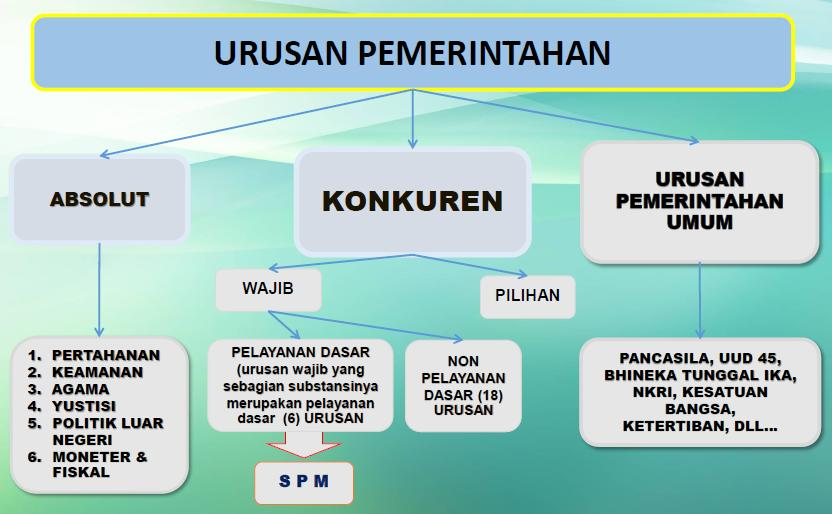 URUSAN PEMERINTAHAN
ABSOLUT
KONKUREN
URUSAN
PEMERINTAHAN
UMUM
WAJIB
PILIHAN
1. PERTAHANAN
2. KEAMANAN
3. AGAMA
4. YUSTISI
5. POLITIK LUAR
NEGERI
6. MONETER &
FISKAL
PELAYANAN DASAR
(urusan wajib yang
sebagian substansinya
merupakan pelayanan
dasar (6) URUSAN
NON
PELAYANAN
DASAR (18)
URUSAN
PANCASILA, UUD 45,
BHINEKA TUNGGAL IKA,
NKRI, KESATUAN
BANGSA,
KETERTIBAN, DLL...
S P M